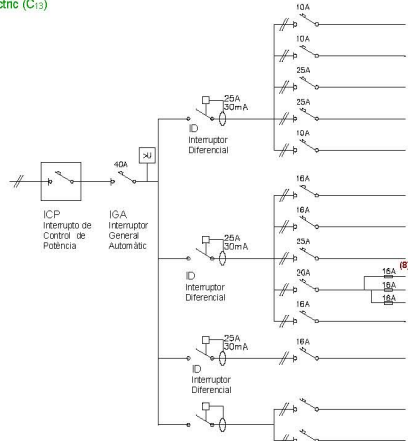 ctric (C13)
10A
10A
25A
25A
10A
25A
30mA
ID
Interruptor
Diferencial
40A
ICP
Interrupto de
Control de
Potència
IGA
Interruptor
General
Automàtic
16A
16A
25A
20A
16A
(8)
16A
16A
16A
25A
30mA
ID
Interruptor
Diferencial
25A
30mA
ID
Interruptor
Diferencial
16A